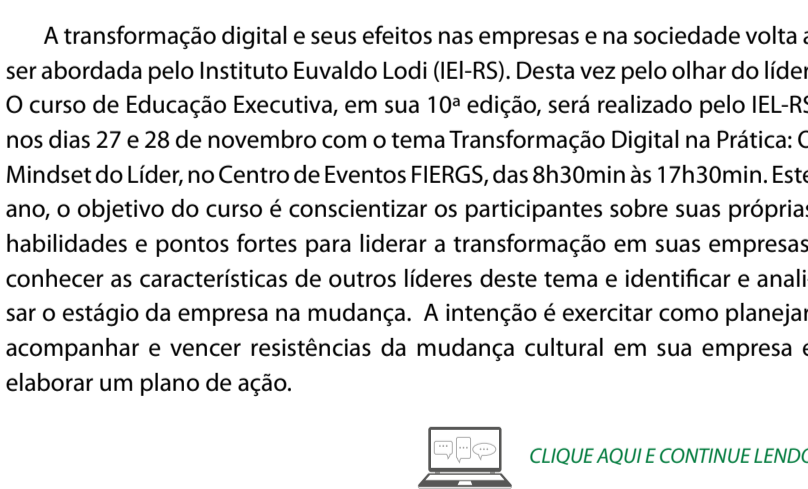 A transformação digital e seus efeitos nas empresas e na sociedade volta a
ser abordada pelo Instituto Euvaldo Lodi (IEl-RS). Desta vez pelo olhar do líder
O curso de Educação Executiva, em sua 10ª edição, será realizado pelo IEL-RS
nos dias 27 e 28 de novembro com o tema Transformação Digital na Prática: O
Mindset do Líder, no Centro de Eventos FIERGS, das 8h30min às 17h30min. Este
ano, o objetivo do curso é conscientizar os participantes sobre suas próprias
habilidades e pontos fortes para liderar a transformação em suas empresas
conhecer as características de outros líderes deste tema e identificar e anali-
sar o estágio da empresa na mudança. A intenção é exercitar como planejar
acompanhar e vencer resistências da mudança cultural em sua empresa e
elaborar um plano de ação.
CLIQUE AQUI E CONTINUE LENDO